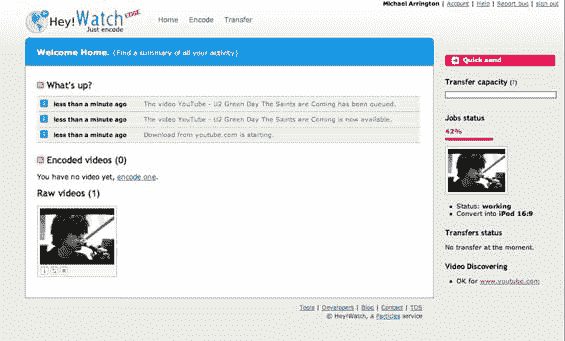 Michael Arrington | Account | Help | Report bug | sign out
Hey!Watch EDGE
Just encode
Home Encode Transfer
Welcome Home. (Find a summary of all your activity)
What's up?
less than a minute ago The video YouTube - U2 Green Day The Saints are Coming has been queued.
less than a minute ago The video YouTube - U2 Green Day The Saints are Coming is now available.
less than a minute ago Download from youtube.com is starting.
Encoded videos (0)
You have no video yet, encode one.
Raw videos (1)
Quick send
Transfer capacity (?)
Jobs status
42%
Status: working
Convert into iPod 16:9
Transfers status
No transfer at the moment.
Video Discovering
OK for www.youtube.com
Tools | Developers | Blog | Contact | TOS
© Hey!Watch, a Particles service